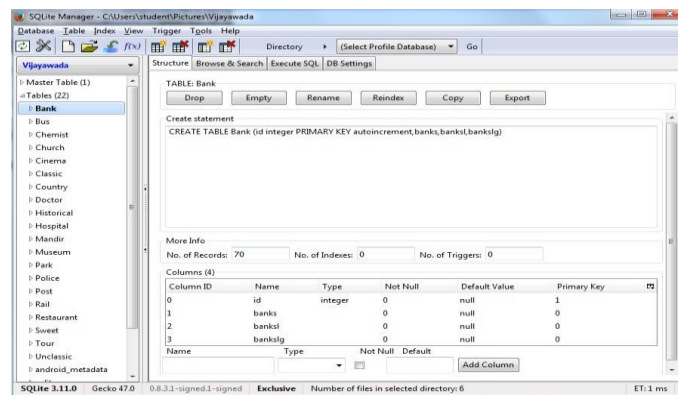 SQLite Manager - C:\Users\student\Pictures\Vijayawada
Database Table Index View Trigger Tools Help
f(x) Directory (Select Profile Database) Go
Vijayawada
Structure Browse & Search Execute SQL DB Settings
Master Table (1)
Tables (22)
Bank
Bus
Chemist
Church
Cinema
Classic
Country
Doctor
Historical
Hospital
Mandir
Museum
Park
Police
Post
Rail
Restaurant
Sweet
Tour
Unclassic
android_metadata
TABLE: Bank
Drop Empty Rename Reindex Copy Export
Create statement
CREATE TABLE Bank (id integer PRIMARY KEY autoincrement,banks,banksl,bankslg)
More Info
No. of Records: 70 No. of Indexes: 0 No. of Triggers: 0
Columns (4)
Column ID Name Type Not Null Default Value Primary Key
0 id integer 0 null 1
1 banks 0 null 0
2 banksl 0 null 0
3 bankslg 0 null 0
Name Type Not Null Default
Add Column
SQLite 3.11.0 Gecko 47.0 0.8.3.1-signed.1-signed Exclusive Number of files in selected directory: 6 ET: 1 ms